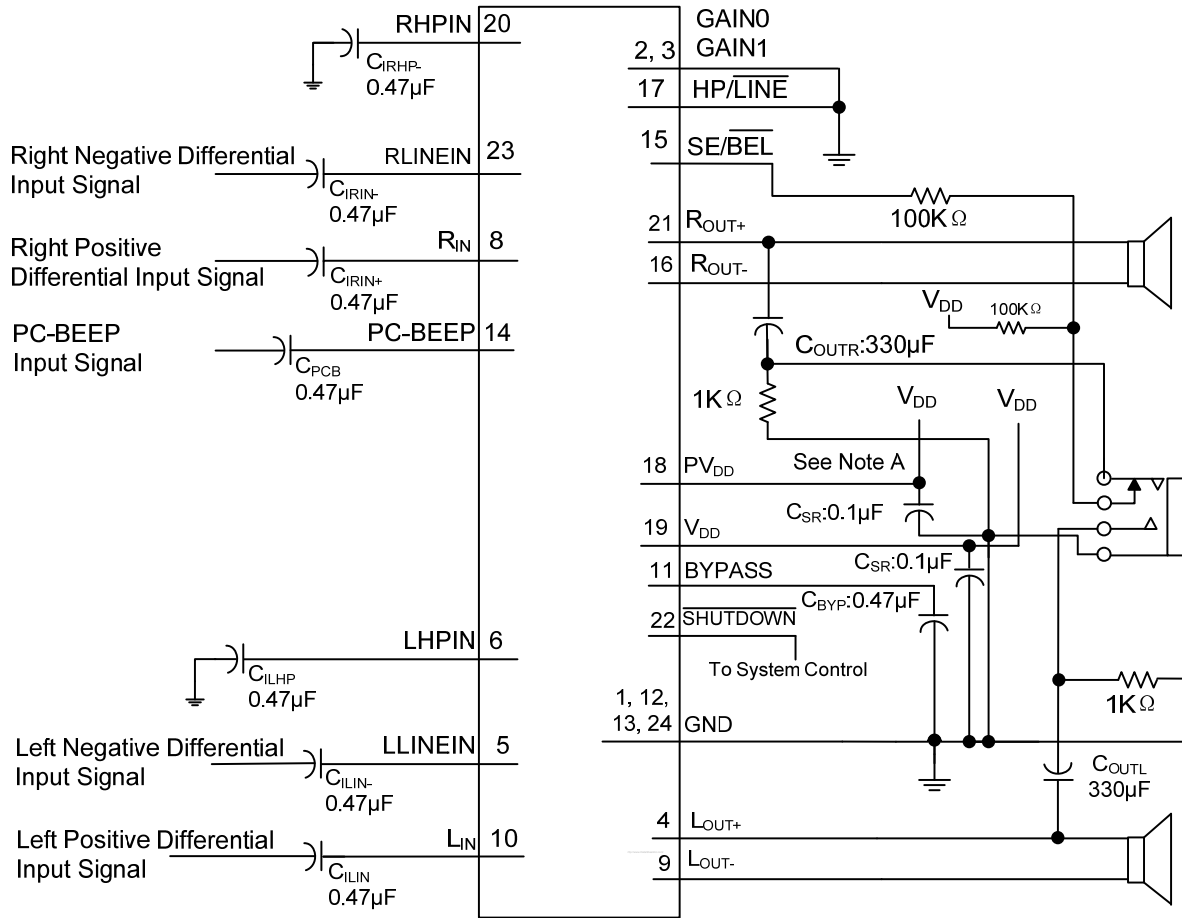 RHPIN 20
CIRHP-
0.47µF
Right Negative Differential
Input Signal
RLINEIN 23
CIRIN-
0.47µF
Right Positive
Differential Input Signal
RIN 8
CIRIN+
0.47µF
PC-BEEP
Input Signal
PC-BEEP 14
CPCB
0.47µF
LHPIN 6
CILHP
0.47µF
Left Negative Differential
Input Signal
LLINEIN 5
CILIN-
0.47µF
Left Positive Differential
Input Signal
LIN 10
CILIN
0.47µF
GAIN0
2, 3 GAIN1
17 HP/LINE
15 SE/BEL
100KΩ
21 ROUT+
16 ROUT-
VDD
100KΩ
COUTR:330µF
1KΩ
VDD
VDD
18 PVDD
See Note A
CSR:0.1µF
19 VDD
CSR:0.1µF
11 BYPASS
CBYP:0.47µF
22 SHUTDOWN
To System Control
1KΩ
1, 12,
13, 24 GND
COUTL
330µF
4 LOUT+
9 LOUT-